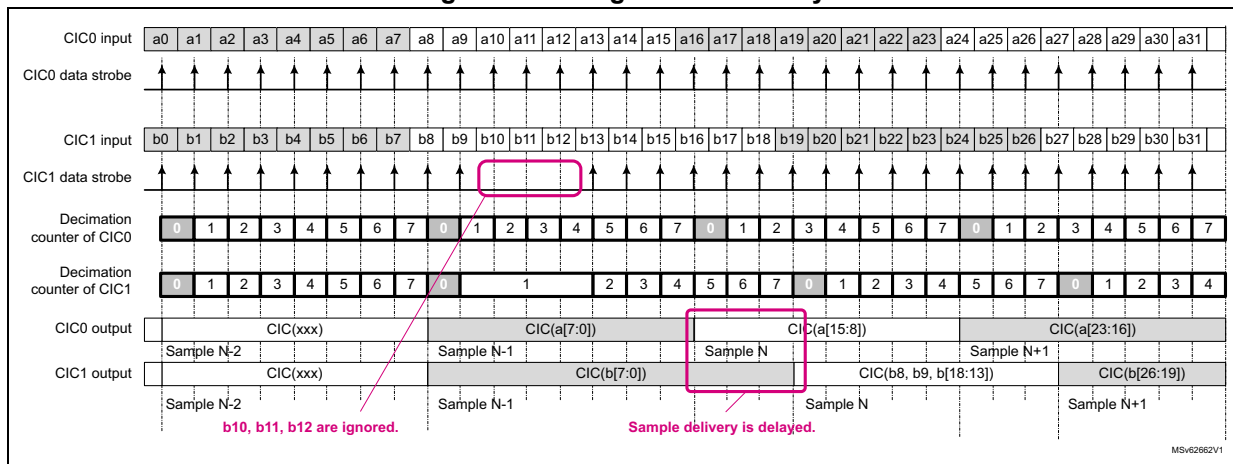 CIC0 input a0 a1 a2 a3 a4 a5 a6 a7 a8 a9 a10 a11 a12 a13 a14 a15 a16 a17 a18 a19 a20 a21 a22 a23 a24 a25 a26 a27 a28 a29 a30 a31
CIC0 data strobe
CIC1 input b0 b1 b2 b3 b4 b5 b6 b7 b8 b9 b10 b11 b12 b13 b14 b15 b16 b17 b18 b19 b20 b21 b22 b23 b24 b25 b26 b27 b28 b29 b30 b31
CIC1 data strobe
Decimation
counter of CIC0 0 1 2 3 4 5 6 7 0 1 2 3 4 5 6 7 0 1 2 3 4 5 6 7 0 1 2 3 4 5 6 7
Decimation
counter of CIC1 0 1 2 3 4 5 6 7 0 1 2 3 4 5 6 7 0 1 2 3 4 5 6 7 0 1 2 3 4
CIC0 output CIC(xxx) CIC(a[7:0]) CIC(a[15:8]) CIC(a[23:16])
Sample N-2 Sample N-1 Sample N Sample N+1
CIC1 output CIC(xxx) CIC(b[7:0]) CIC(b8, b9, b[18:13]) CIC(b[26:19])
Sample N-2 Sample N-1 Sample N Sample N+1
b10, b11, b12 are ignored. Sample delivery is delayed.
MSv62662V1